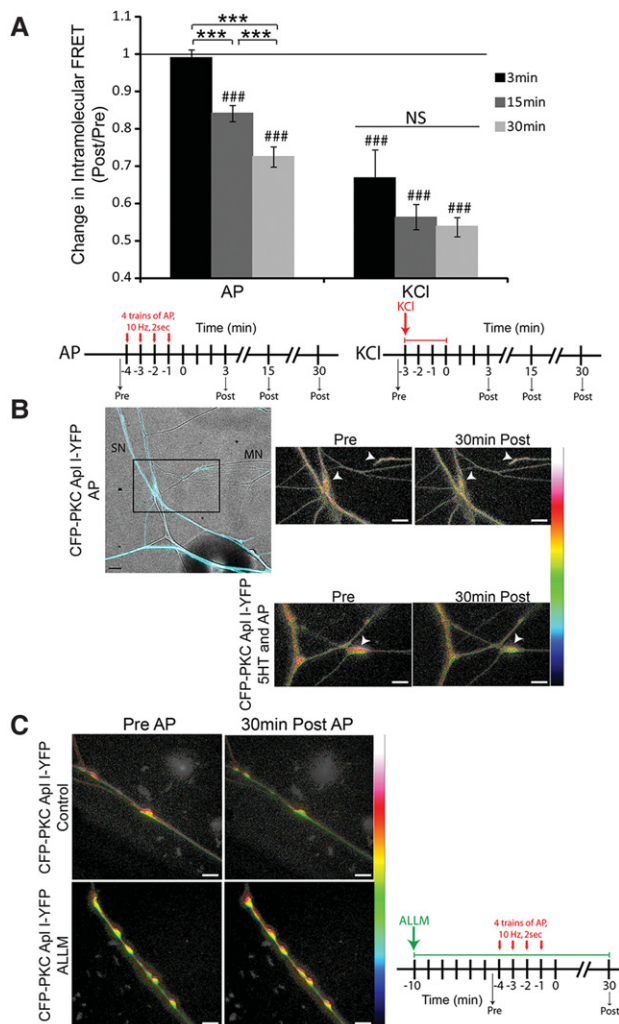 A
Change in Intramolecular FRET
(Post/Pre)
1.1
1
0.9
0.8
0.7
0.6
0.5
0.4
***
*** ***
###
###
NS
###
###
###
3min
15min
30min
AP
KCl
4 trains of AP,
10 Hz, 2sec
Time (min)
AP
-4 -3 -2 -1 0 3 15 30
Pre Post Post Post
KCl
Time (min)
KCl
-3 -2 -1 0 3 15 30
Pre Post Post Post
B
CFP-PKC Apl I-YFP
AP
SN
MN
Pre
30min Post
CFP-PKC Apl I-YFP
5HT and AP
Pre
30min Post
C
Pre AP
30min Post AP
CFP-PKC Apl I-YFP
Control
CFP-PKC Apl I-YFP
ALLM
ALLM
4 trains of AP,
10 Hz, 2sec
-10 -4 -3 -2 -1 0 30
Time (min)
Pre
Post